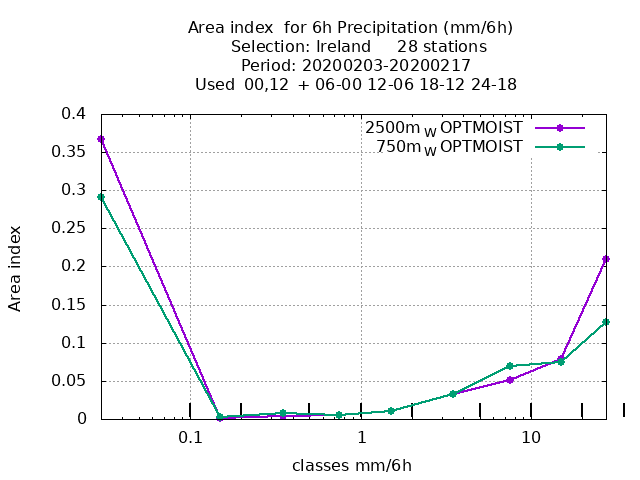 Area index  for 6h Precipitation (mm/6h)
Selection: Ireland     28 stations
Period: 20200203-20200217
Used  00,12  + 06-00 12-06 18-12 24-18
2500m W OPTMOIST
750m W OPTMOIST
0.4
0.35
0.3
0.25
0.2
0.15
0.1
0.05
0
Area index
0.1 1 10
classes mm/6h